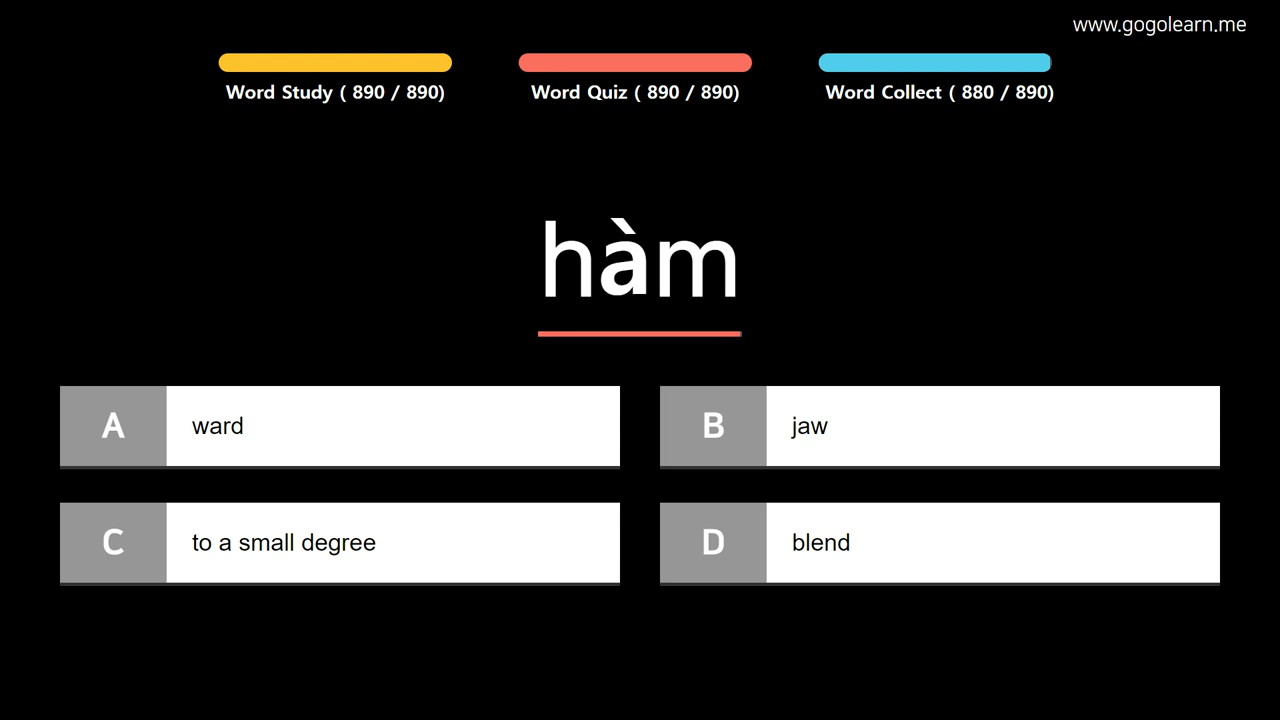 www.gogolearn.me
Word Study ( 890 / 890)
Word Quiz ( 890 / 890)
Word Collect ( 880 / 890)
hàm
A ward
B jaw
C to a small degree
D blend